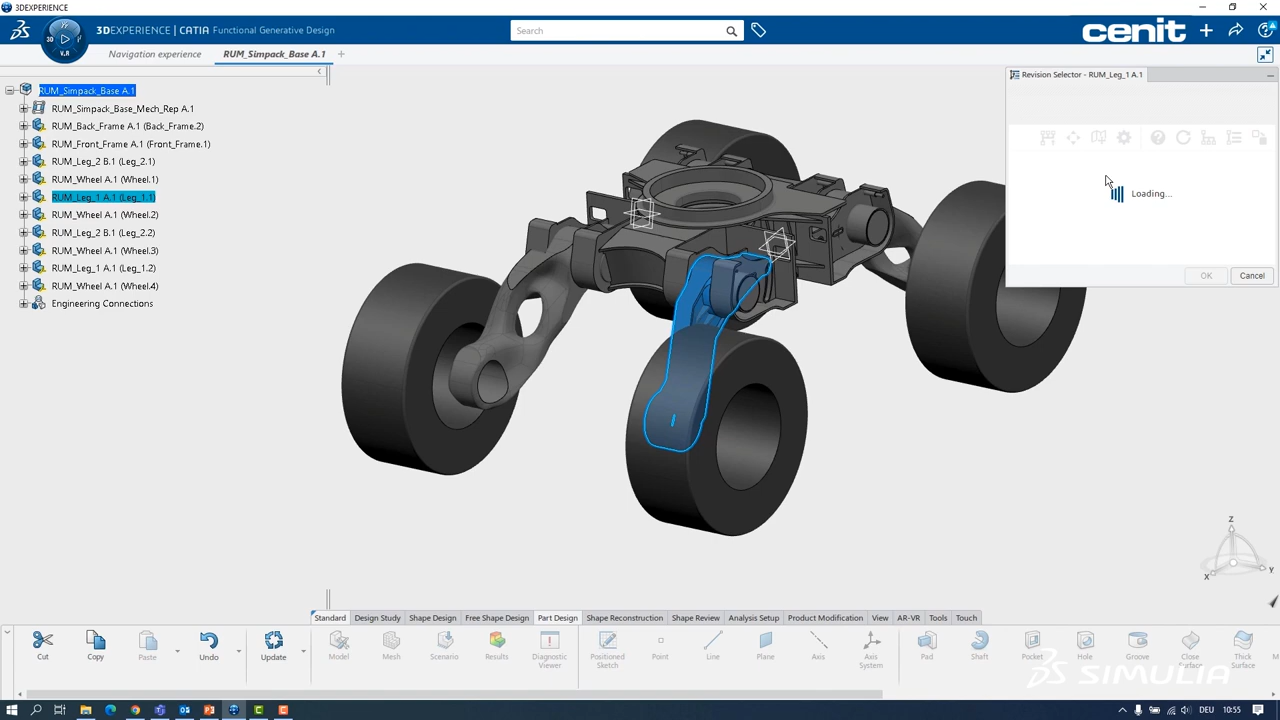 3DEXPERIENCE
3DEXPERIENCE | CATIA Functional Generative Design
Search
cenit
3D
V.R
Navigation experience
RUM_Simpack_Base A.1
Revision Selector - RUM_Leg_1 A.1
RUM_Simpack_Base A.1
RUM_Simpack_Base_Mech_Rep A.1
RUM_Back_Frame A.1 (Back_Frame.2)
RUM_Front_Frame A.1 (Front_Frame.1)
RUM_Leg_2 B.1 (Leg_2.1)
RUM_Wheel A.1 (Wheel.1)
RUM_Leg_1 A.1 (Leg_1.1)
RUM_Wheel A.1 (Wheel.2)
RUM_Leg_2 B.1 (Leg_2.2)
RUM_Wheel A.1 (Wheel.3)
RUM_Leg_1 A.1 (Leg_1.2)
RUM_Wheel A.1 (Wheel.4)
Engineering Connections
Loading...
OK
Cancel
Z
Y
X
Standard
Design Study
Shape Design
Free Shape Design
Part Design
Shape Reconstruction
Shape Review
Analysis Setup
Product Modification
View
AR-VR
Tools
Touch
Cut
Copy
Paste
Undo
Update
Model
Mesh
Scenario
Results
Diagnostic
Viewer
Positioned
Sketch
Point
Line
Plane
Axis
Axis
System
Pad
Shaft
Pocket
Hole
Groove
Close
Surface
Thick
Surface
SIMULIA
DEU
10:55